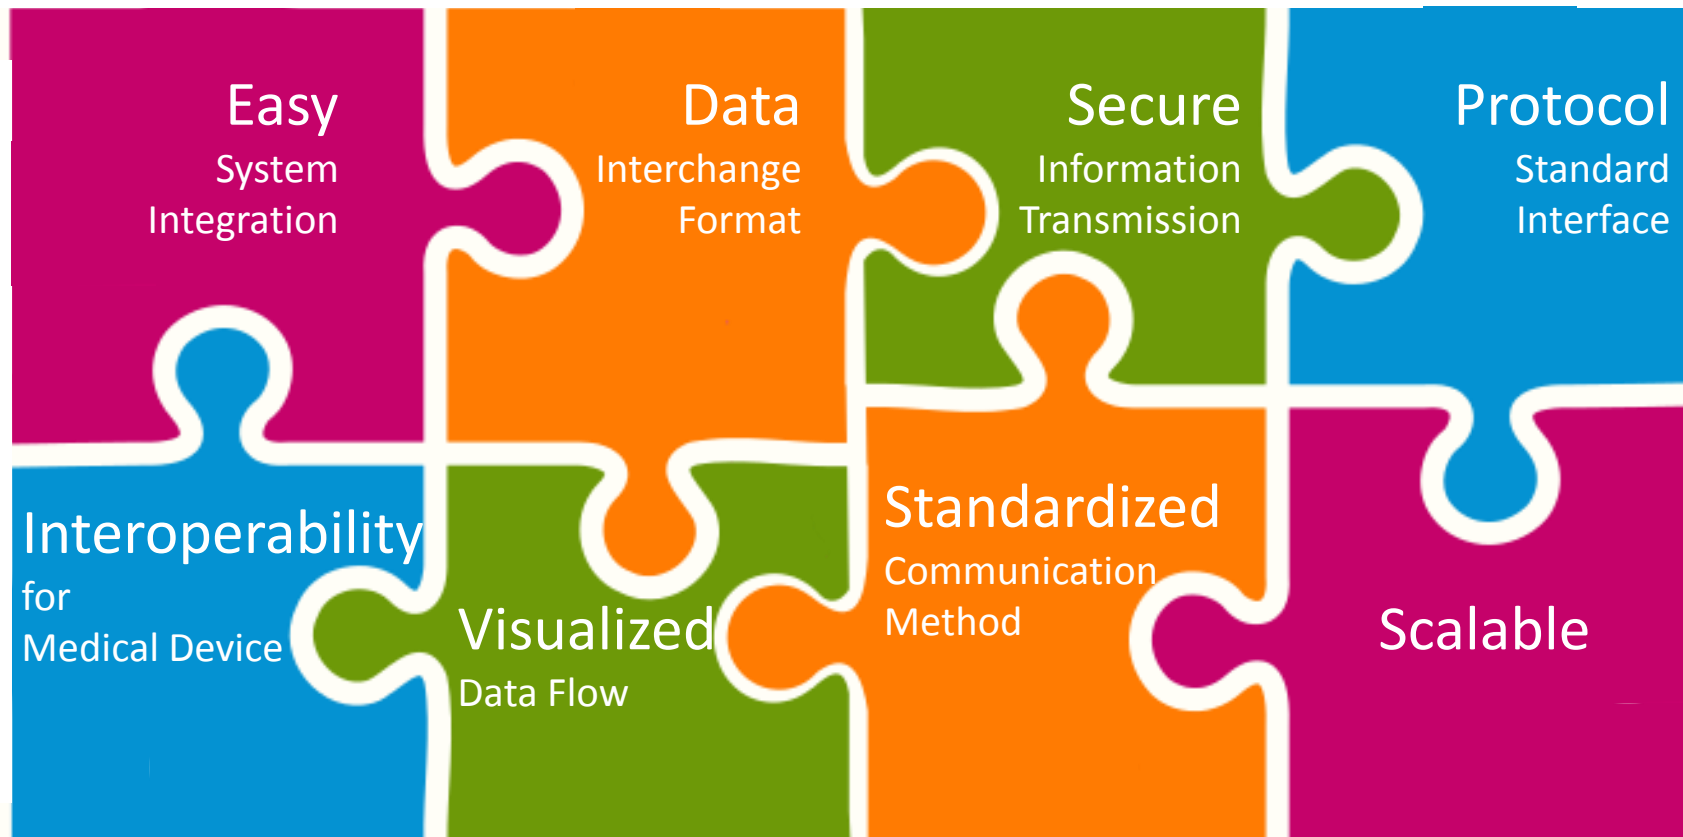 Easy
System
Integration
Data
Interchange
Format
Secure
Information
Transmission
Protocol
Standard
Interface
Interoperability
for
Medical Device
Visualized
Data Flow
Standardized
Communication
Method
Scalable